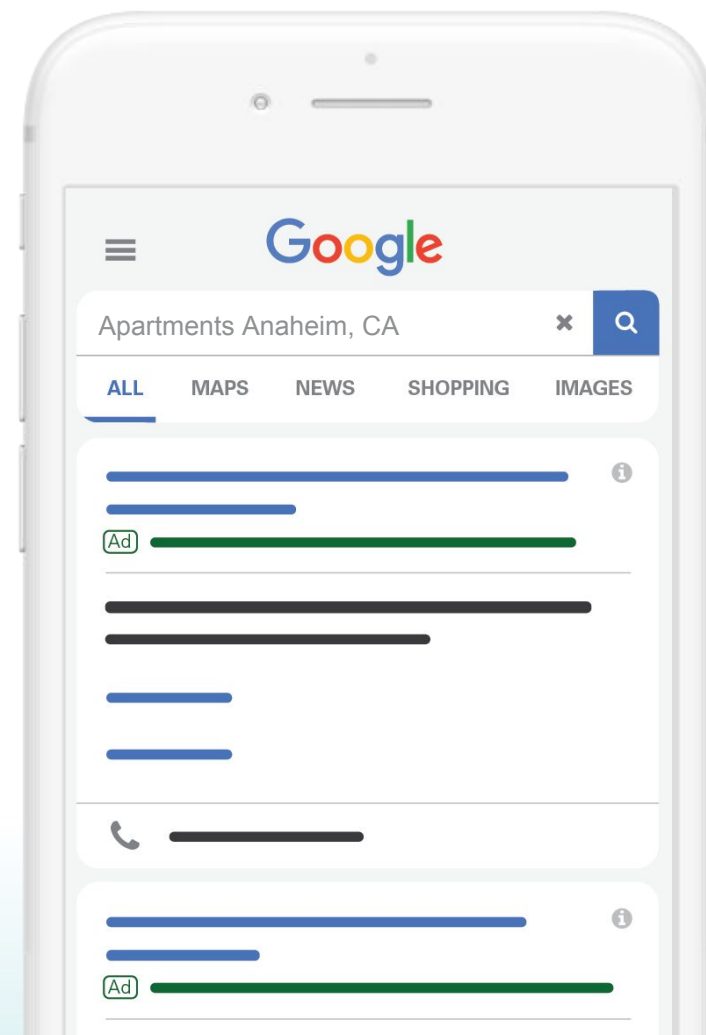 Google
Apartments Anaheim, CA
ALL MAPS NEWS SHOPPING IMAGES
Ad
Ad